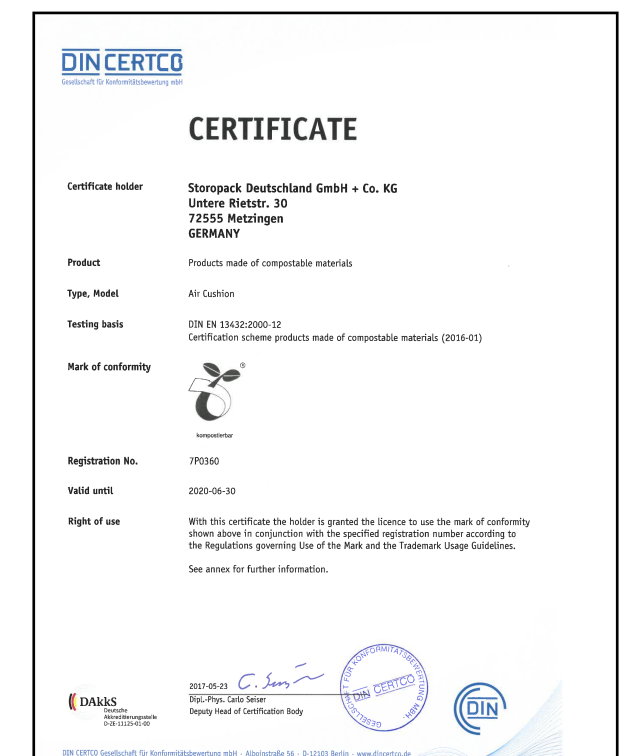 DIN CERTCO
Gesellschaft für Konformitätsbewertung mbH
CERTIFICATE
Certificate holder
Storopack Deutschland GmbH + Co. KG
Untere Rietstr. 30
72555 Metzingen
GERMANY
Product
Products made of compostable materials
Type, Model
Air Cushion
Testing basis
DIN EN 13432:2000-12
Certification scheme products made of compostable materials (2016-01)
Mark of conformity
®
kompostierbar
Registration No.
7P0360
Valid until
2020-06-30
Right of use
With this certificate the holder is granted the licence to use the mark of conformity
shown above in conjunction with the specified registration number according to
the Regulations governing Use of the Mark and the Trademark Usage Guidelines.
See annex for further information.
2017-05-23
Dipl.-Phys. Carlo Seiser
Deputy Head of Certification Body
GESELLSCHAFT FÜR KONFORMITÄTSBEWERTUNG MBH
DIN CERTCO
DAkkS
Deutsche
Akkreditierungsstelle
D-ZE-11125-01-00
DIN
DIN CERTCO Gesellschaft für Konformitätsbewertung mbH · Alboinstraße 56 · D-12103 Berlin · www.dincertco.de